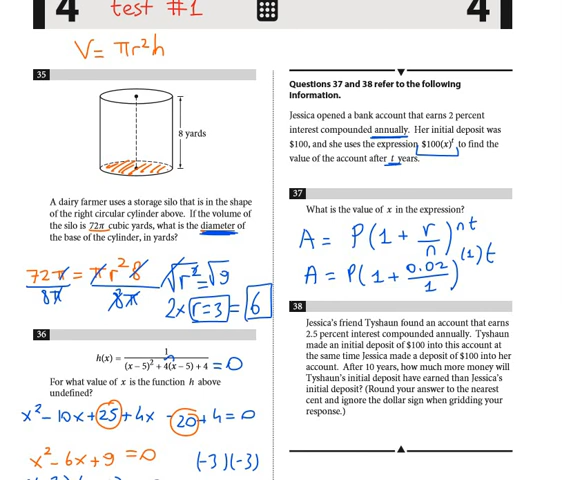 4
test #1
4
V = πr²h
35
8 yards
A dairy farmer uses a storage silo that is in the shape
of the right circular cylinder above. If the volume of
the silo is 72π cubic yards, what is the diameter of
the base of the cylinder, in yards?
72π = πr²8
8π 8π
√r² = √9
2 × r = 3 = 6
36
h(x) = 1 / (x − 5)² + 4(x − 5) + 4 = 0
For what value of x is the function h above
undefined?
x² − 10x + 25 + 4x − 20 + 4 = 0
x² − 6x + 9 = 0 (−3)(−3)
Questions 37 and 38 refer to the following
information.
Jessica opened a bank account that earns 2 percent
interest compounded annually. Her initial deposit was
$100, and she uses the expression $100(x)ᵗ to find the
value of the account after t years.
37
What is the value of x in the expression?
A = P(1 + r/n)ⁿᵗ
A = P(1 + 0.02/1)⁽¹⁾ᵗ
38
Jessica's friend Tyshaun found an account that earns
2.5 percent interest compounded annually. Tyshaun
made an initial deposit of $100 into this account at
the same time Jessica made a deposit of $100 into her
account. After 10 years, how much more money will
Tyshaun's initial deposit have earned than Jessica's
initial deposit? (Round your answer to the nearest
cent and ignore the dollar sign when gridding your
response.)